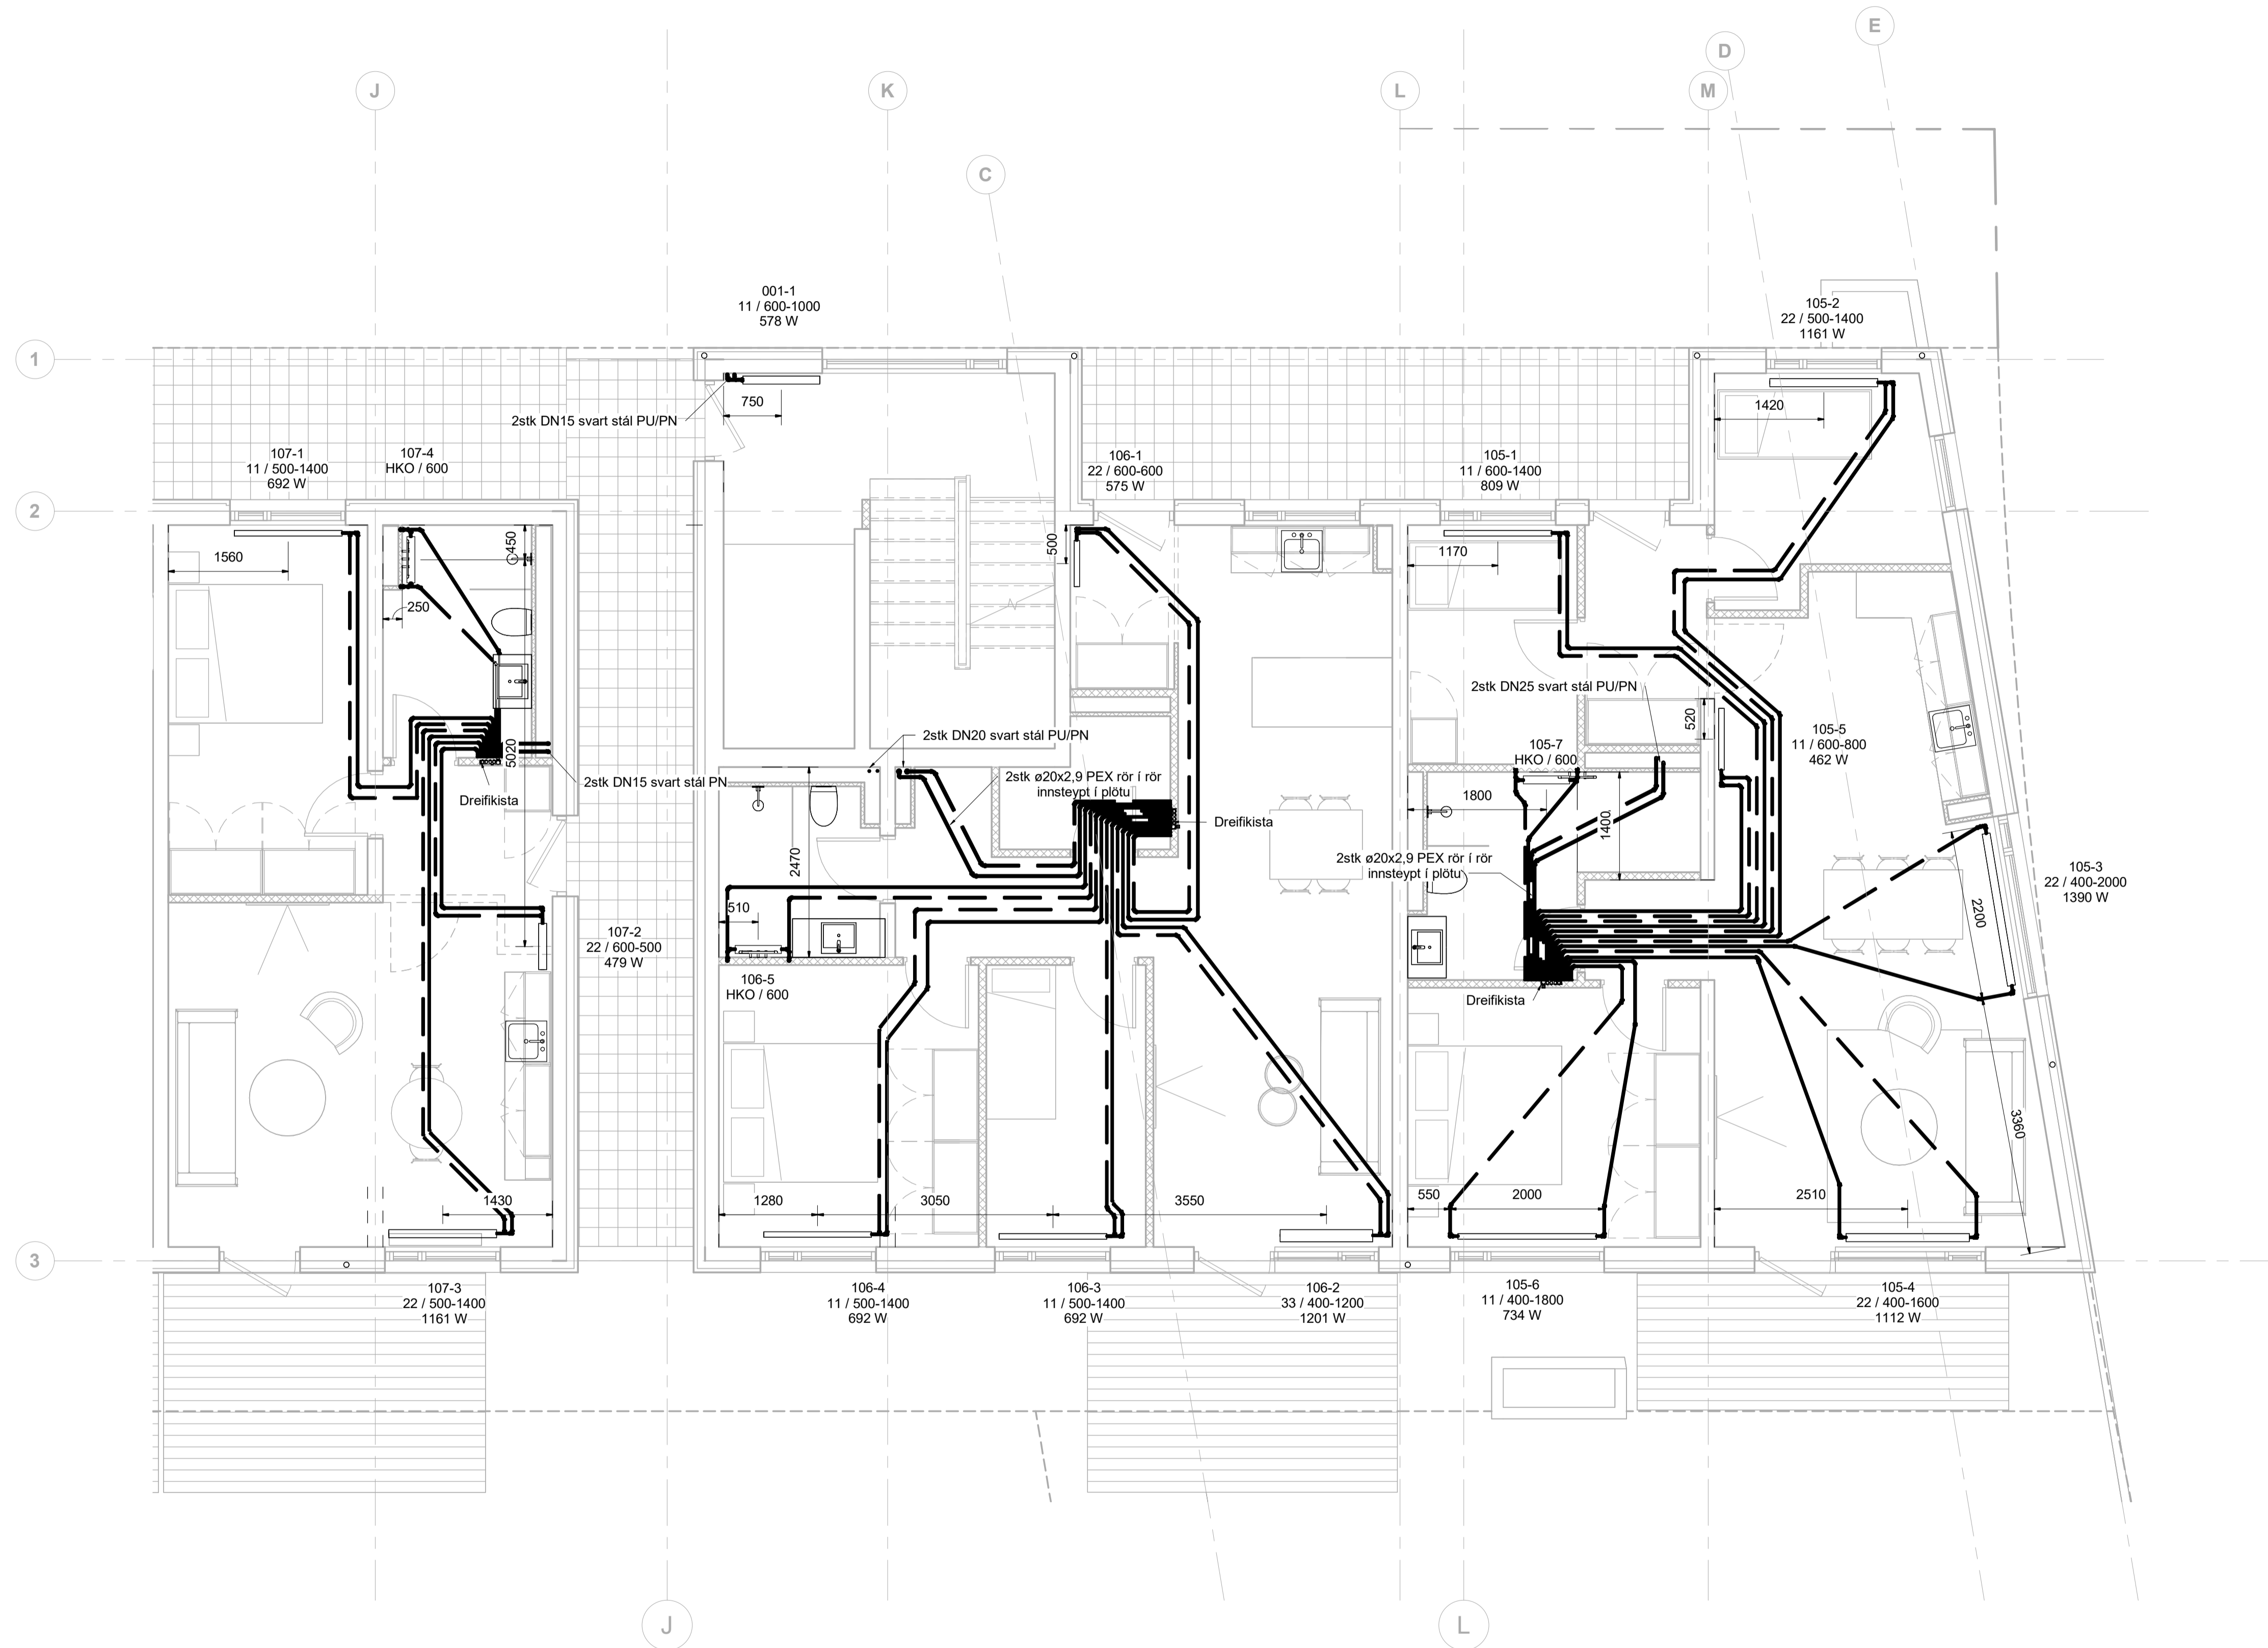 E
D
J
K
L
M
C
001-1
11 / 600-1000
578 W
105-2
22 / 500-1400
1161 W
1
750
1420
2stk DN15 svart stál PU/PN
107-1
11 / 500-1400
692 W
107-4
HKO / 600
106-1
22 / 600-600
575 W
105-1
11 / 600-1400
809 W
2
450
500
1560
1170
250
2stk DN25 svart stál PU/PN
520
105-5
11 / 600-800
462 W
2stk DN20 svart stál PU/PN
5020
105-7
HKO / 600
2stk DN15 svart stál PN
2stk ø20x2,9 PEX rör í rör
innsteypt í plötu
Dreifikista
1800
1400
Dreifikista
2470
2stk ø20x2,9 PEX rör í rör
innsteypt í plötu
105-3
22 / 400-2000
1390 W
510
2200
107-2
22 / 600-500
479 W
106-5
HKO / 600
Dreifikista
3360
1430
1280
3050
3550
550
2000
2510
3
107-3
22 / 500-1400
1161 W
106-4
11 / 500-1400
692 W
106-3
11 / 500-1400
692 W
106-2
33 / 400-1200
1201 W
105-6
11 / 400-1800
734 W
105-4
22 / 400-1600
1112 W
J
L